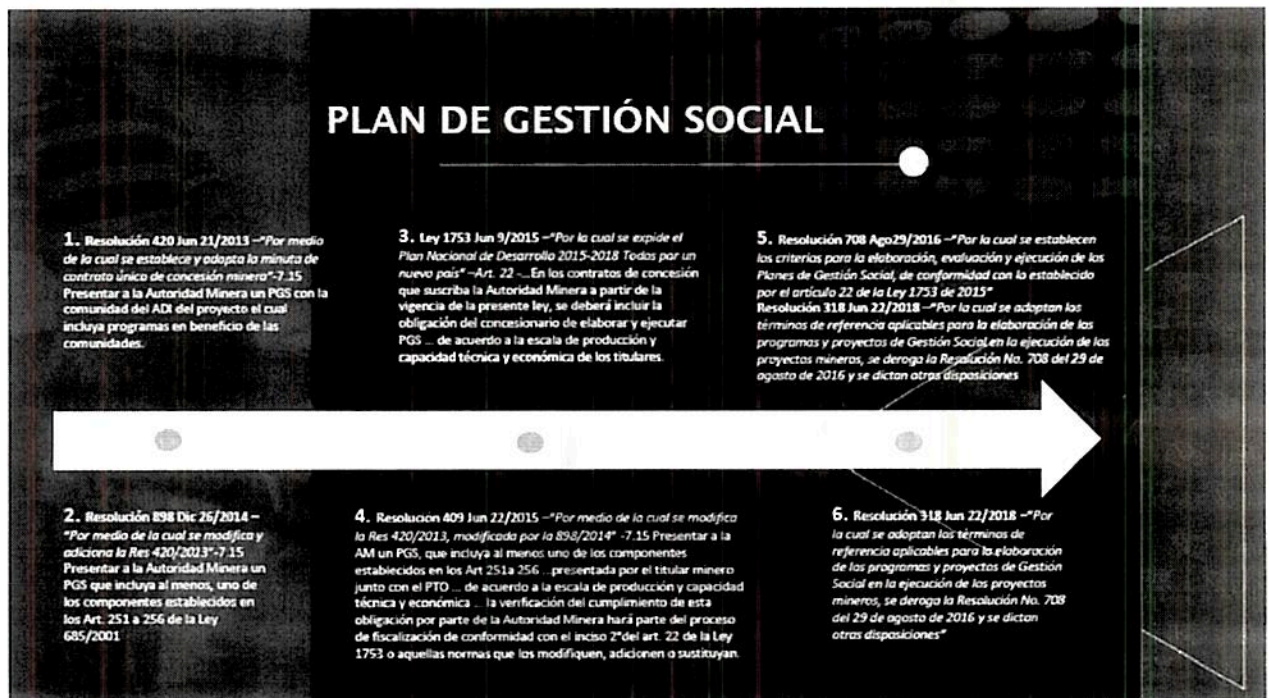 PLAN DE GESTIÓN SOCIAL
1. Resolución 420 Jun 21/2013 –"Por medio
de la cual se establece y adopta la minuta de
contrato único de concesión minera"-7.15
Presentar a la Autoridad Minera un PGS con la
comunidad del ADI del proyecto el cual
incluya programas en beneficio de las
comunidades.
2. Resolución 898 Dic 26/2014 –
"Por medio de la cual se modifica y
adiciona la Res 420/2013"-7.15
Presentar a la Autoridad Minera un
PGS que incluya al menos, uno de
los componentes establecidos en
los Art. 251 a 256 de la Ley
685/2001
3. Ley 1753 Jun 9/2015 –"Por la cual se expide el
Plan Nacional de Desarrollo 2015-2018 Todos por un
nuevo país" –Art. 22 -...En los contratos de concesión
que suscriba la Autoridad Minera a partir de la
vigencia de la presente ley, se deberá incluir la
obligación del concesionario de elaborar y ejecutar
PGS ... de acuerdo a la escala de producción y
capacidad técnica y económica de los titulares.
4. Resolución 409 Jun 22/2015 –"Por medio de la cual se modifica
la Res 420/2013, modificada por la 898/2014" -7.15 Presentar a la
AM un PGS, que incluya al menos uno de los componentes
establecidos en los Art 251a 256 ...presentada por el titular minero
junto con el PTO ... de acuerdo a la escala de producción y capacidad
técnica y económica ... la verificación del cumplimiento de esta
obligación por parte de la Autoridad Minera hará parte del proceso
de fiscalización de conformidad con el inciso 2°del art. 22 de la Ley
1753 o aquellas normas que los modifiquen, adicionen o sustituyan.
5. Resolución 708 Ago29/2016 –"Por la cual se establecen
los criterios para la elaboración, evaluación y ejecución de los
Planes de Gestión Social, de conformidad con lo establecido
por el artículo 22 de la Ley 1753 de 2015"
Resolución 318 Jun 22/2018 –"Por la cual se adoptan los
términos de referencia aplicables para la elaboración de los
programas y proyectos de Gestión Social en la ejecución de los
proyectos mineros, se deroga la Resolución No. 708 del 29 de
agosto de 2016 y se dictan otras disposiciones
6. Resolución 318 Jun 22/2018 –"Por
la cual se adoptan los términos de
referencia aplicables para la elaboración
de los programas y proyectos de Gestión
Social en la ejecución de los proyectos
mineros, se deroga la Resolución No. 708
del 29 de agosto de 2016 y se dictan
otras disposiciones"